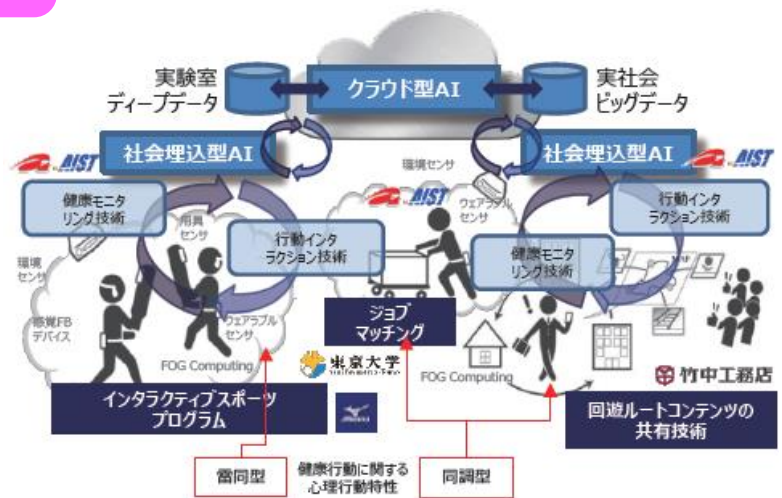 クラウド型AI
実験室
ディープデータ
実社会
ビッグデータ
社会埋込型AI
社会埋込型AI
AIST
AIST
AIST
健康モニタ
リング技術
用具
センサ
行動インタ
ラクション技術
環境
センサ
感覚FB
デバイス
ウェアラブル
センサ
FOG Computing
環境センサ
ウェアラブル
センサ
健康モニタ
リング技術
行動インタ
ラクション技術
ジョブ
マッチング
FOG Computing
東京大学
竹中工務店
インタラクティブスポーツ
プログラム
回遊ルートコンテンツの
共有技術
雷同型
健康行動に関する
心理行動特性
同調型